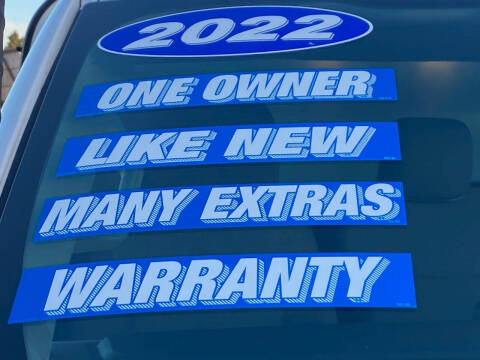 2022
ONE OWNER
LIKE NEW
MANY EXTRAS
WARRANTY